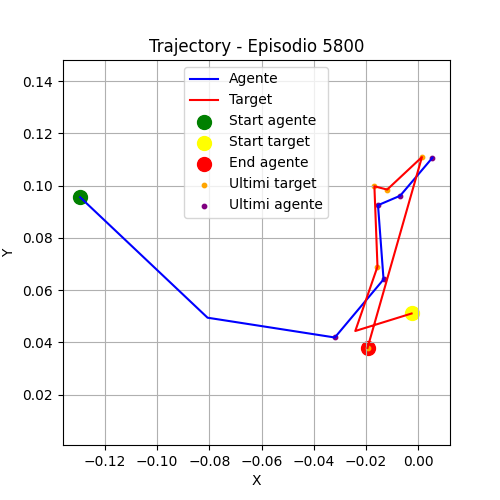 Trajectory - Episodio 5800
Agente
Target
Start agente
Start target
End agente
Ultimi target
Ultimi agente
Y
0.14
0.12
0.10
0.08
0.06
0.04
0.02
−0.12 −0.10 −0.08 −0.06 −0.04 −0.02 0.00
X